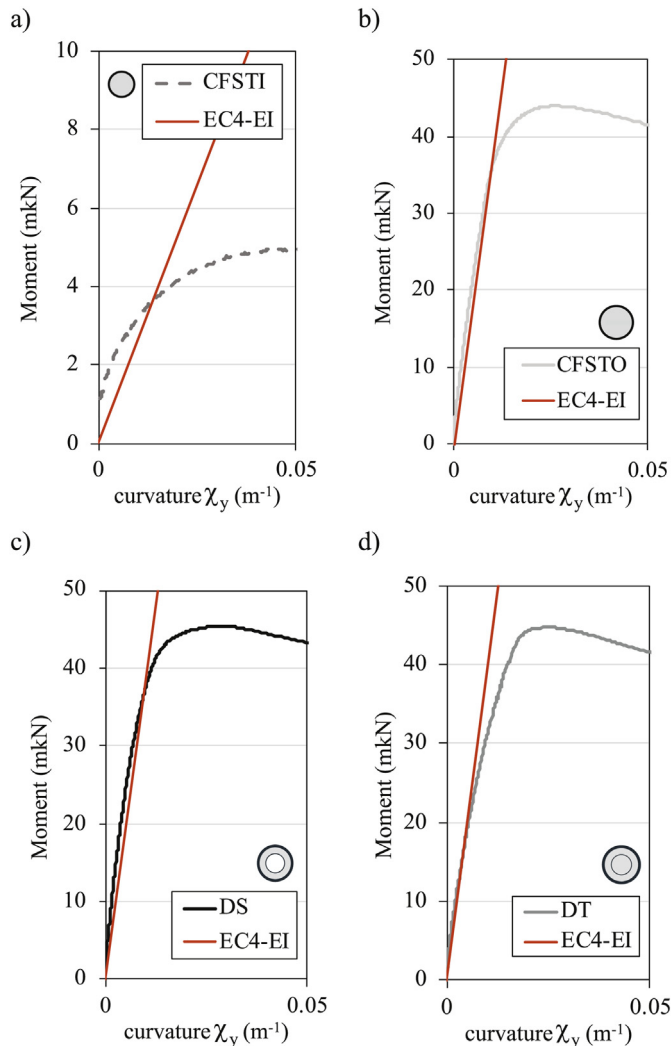 a)
10
8
6
4
2
0
Moment (mkN)
CFSTI
EC4-EI
0
0.05
curvature χy (m⁻¹)
b)
50
40
30
20
10
0
Moment (mkN)
CFSTO
EC4-EI
0
0.05
curvature χy (m⁻¹)
c)
50
40
30
20
10
0
Moment (mkN)
DS
EC4-EI
0
0.05
curvature χy (m⁻¹)
d)
50
40
30
20
10
0
Moment (mkN)
DT
EC4-EI
0
0.05
curvature χy (m⁻¹)